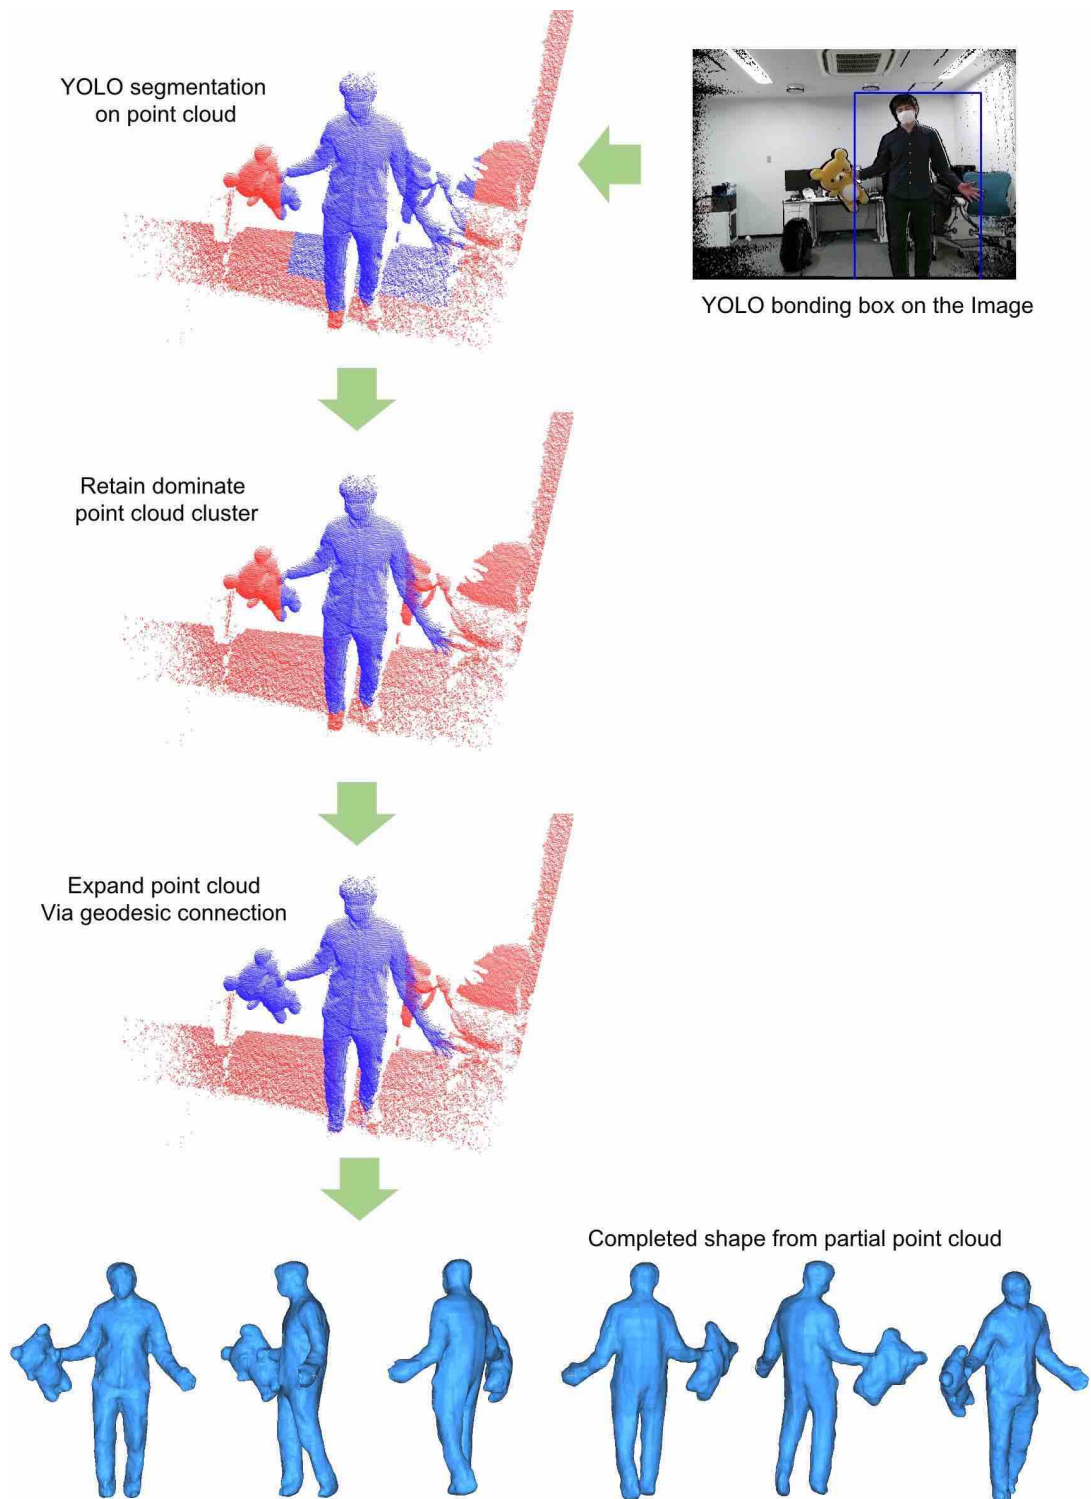 YOLO segmentation
on point cloud
YOLO bonding box on the Image
Retain dominate
point cloud cluster
Expand point cloud
Via geodesic connection
Completed shape from partial point cloud